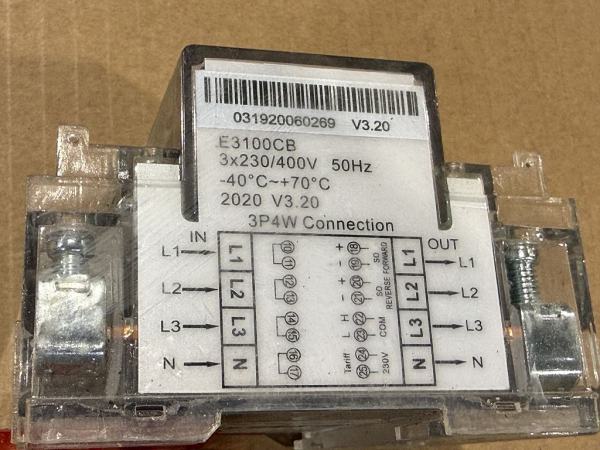 031920060269 V3.20
E3100CB
3x230/400V 50Hz
-40°C~+70°C
2020 V3.20
3P4W Connection
IN OUT
L1 L1 10 11 + 18 - 19 SO FORWARD L1 L1
L2 L2 12 13 + 20 - 21 SO REVERSE L2 L2
L3 L3 14 15 H 22 L 23 COM L3 L3
N N 16 17 Tariff 24 25 230V N N